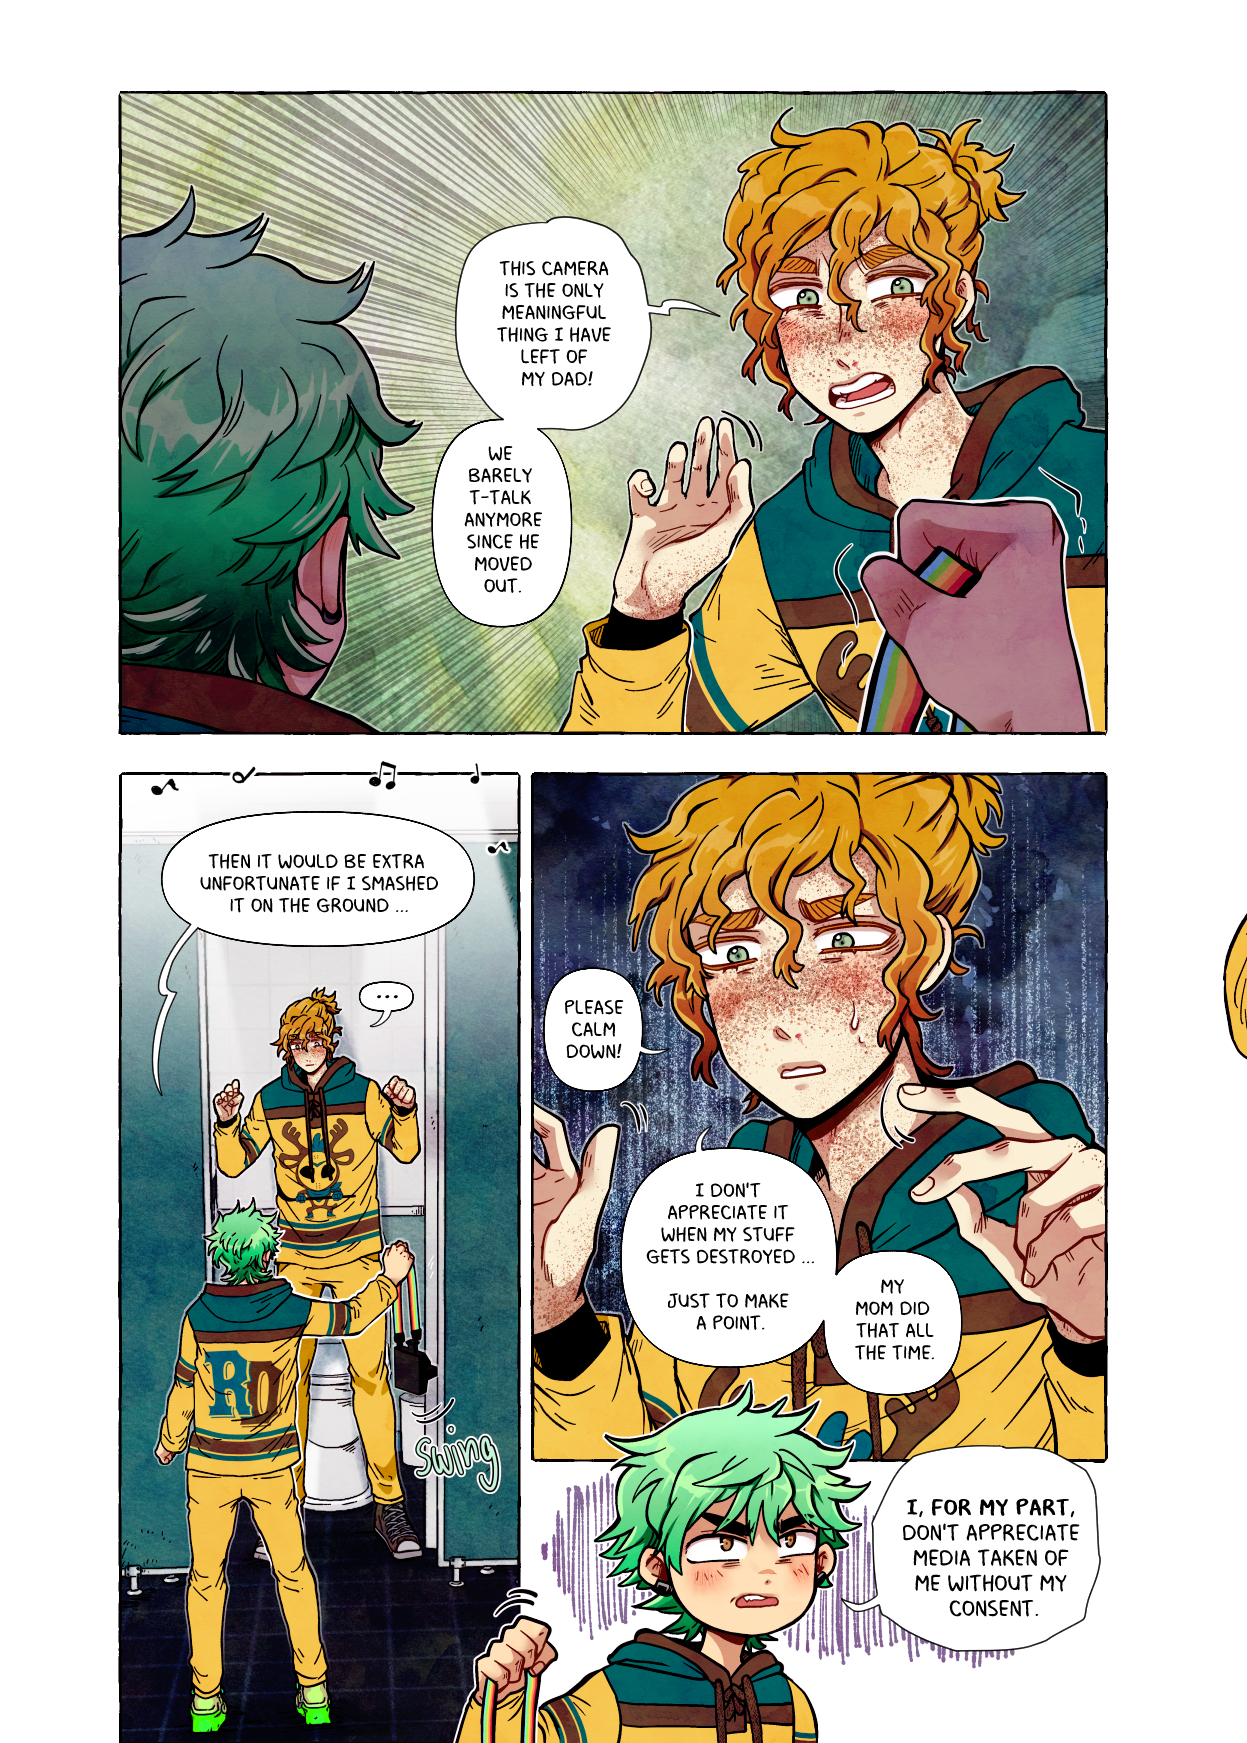 THIS CAMERA
IS THE ONLY
MEANINGFUL
THING I HAVE
LEFT OF
MY DAD!
WE
BARELY
T-TALK
ANYMORE
SINCE HE
MOVED
OUT.
THEN IT WOULD BE EXTRA
UNFORTUNATE IF I SMASHED
IT ON THE GROUND ...
...
RD
swing
PLEASE
CALM
DOWN!
I DON'T
APPRECIATE IT
WHEN MY STUFF
GETS DESTROYED ...
JUST TO MAKE
A POINT.
MY
MOM DID
THAT ALL
THE TIME.
I, FOR MY PART,
DON'T APPRECIATE
MEDIA TAKEN OF
ME WITHOUT MY
CONSENT.